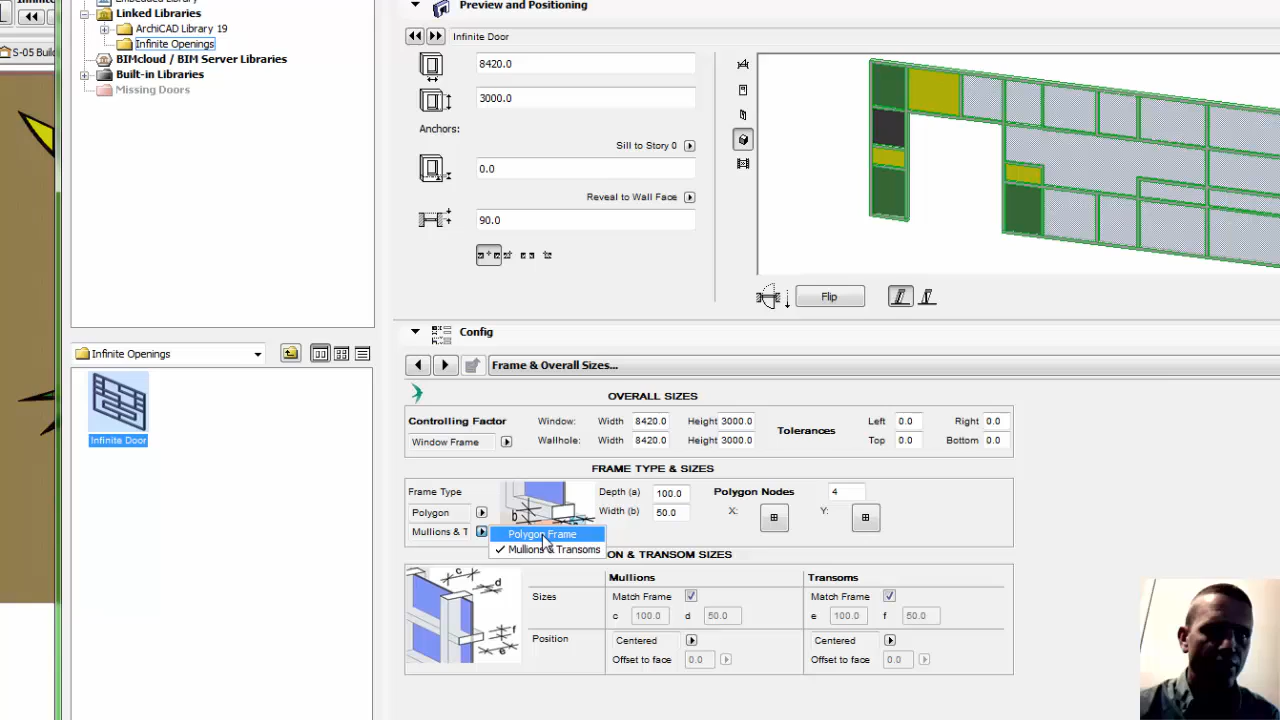 Linked Libraries
ArchiCAD Library 19
Infinite Openings
BIMcloud / BIM Server Libraries
Built-in Libraries
Missing Doors
S-05 Buil
Infinite Openings
Infinite Door
Preview and Positioning
Infinite Door
8420.0
3000.0
Anchors:
Sill to Story 0
0.0
Reveal to Wall Face
90.0
Flip
Config
Frame & Overall Sizes...
OVERALL SIZES
Controlling Factor Window: Width 8420.0 Height 3000.0 Tolerances Left 0.0 Right 0.0
Window Frame Wallhole: Width 8420.0 Height 3000.0 Top 0.0 Bottom 0.0
FRAME TYPE & SIZES
Frame Type Depth (a) 100.0 Polygon Nodes 4
Polygon b Width (b) 50.0 X: Y:
Mullions & T
Polygon Frame
Mullions & Transoms
ON & TRANSOM SIZES
c d f e
Mullions Transoms
Sizes Match Frame Match Frame
c 100.0 d 50.0 e 100.0 f 50.0
Position Centered Centered
Offset to face 0.0 Offset to face 0.0